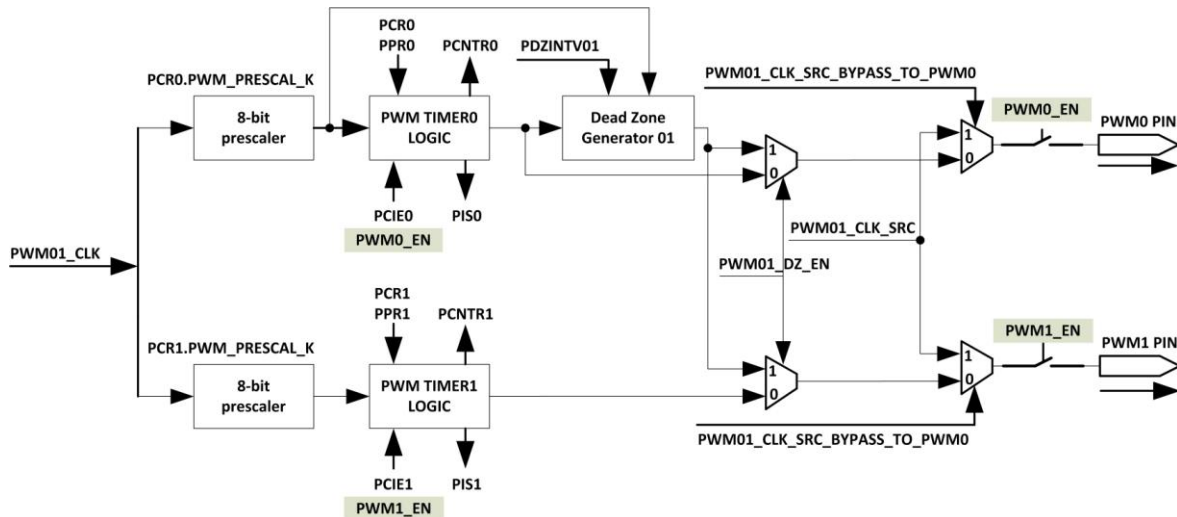 PCR0
PPR0
PCNTR0
PDZINTV01
PCR0.PWM_PRESCAL_K
PWM01_CLK_SRC_BYPASS_TO_PWM0
8-bit
prescaler
PWM TIMER0
LOGIC
Dead Zone
Generator 01
PWM0_EN
PWM0 PIN
1
0
1
0
PCIE0
PIS0
PWM0_EN
PWM01_CLK_SRC
PWM01_CLK
PWM01_DZ_EN
PCR1
PPR1
PCNTR1
PCR1.PWM_PRESCAL_K
PWM1_EN
PWM1 PIN
8-bit
prescaler
PWM TIMER1
LOGIC
1
0
1
0
PWM01_CLK_SRC_BYPASS_TO_PWM0
PCIE1
PIS1
PWM1_EN